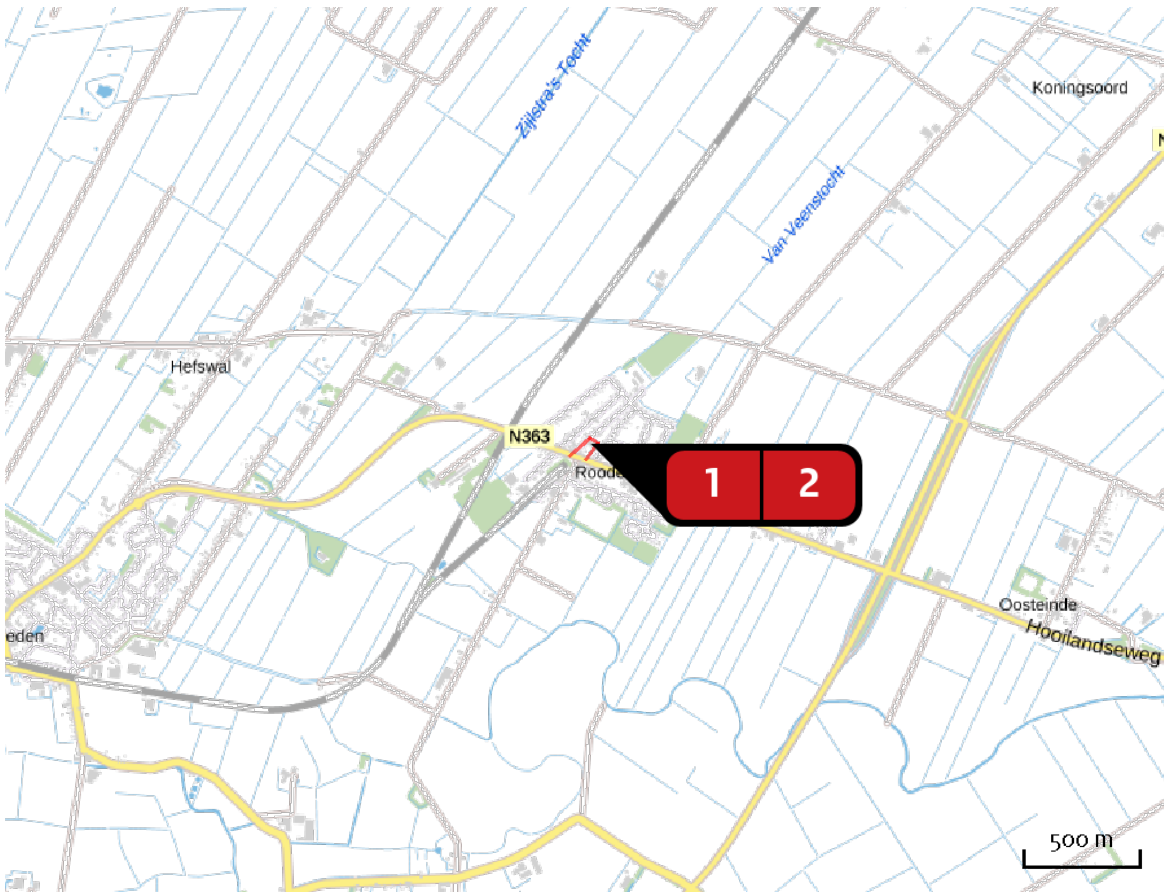 Zijlstra's Tocht
Koningsoord
N
Van Veenstocht
Hefswal
N363
Roode
1 2
Oosteinde
Hooilandseweg
eden
500 m